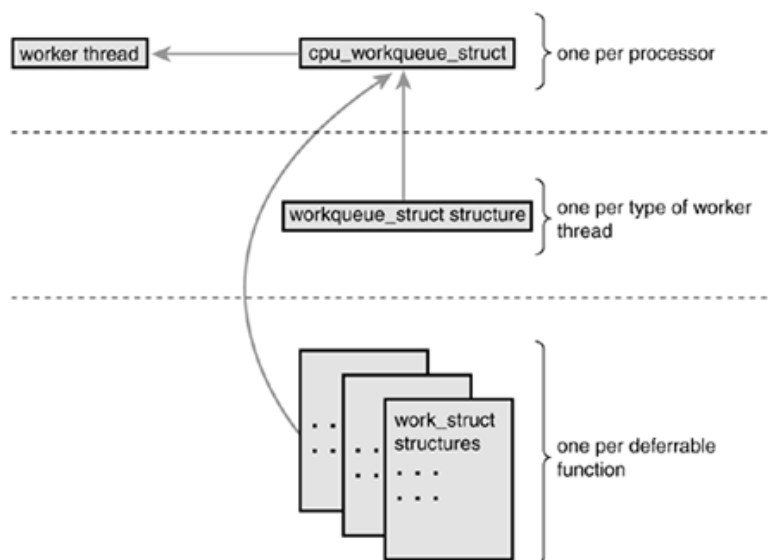 worker thread
cpu_workqueue_struct
one per processor
workqueue_struct structure
one per type of worker
thread
work_struct
structures
one per deferrable
function